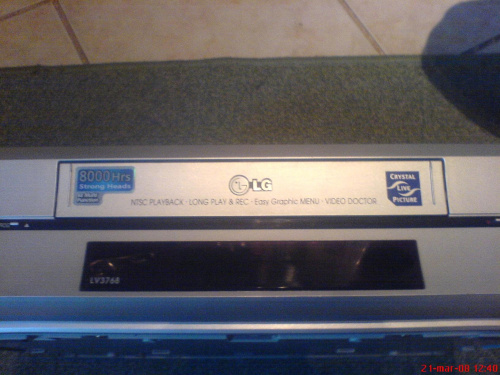 8000 Hrs
Strong Heads
LG
NTSC PLAYBACK · LONG PLAY & REC · Easy Graphic MENU · VIDEO DOCTOR
CRYSTAL
LIVE
PICTURE
LV3768
21-mar-08 12:40